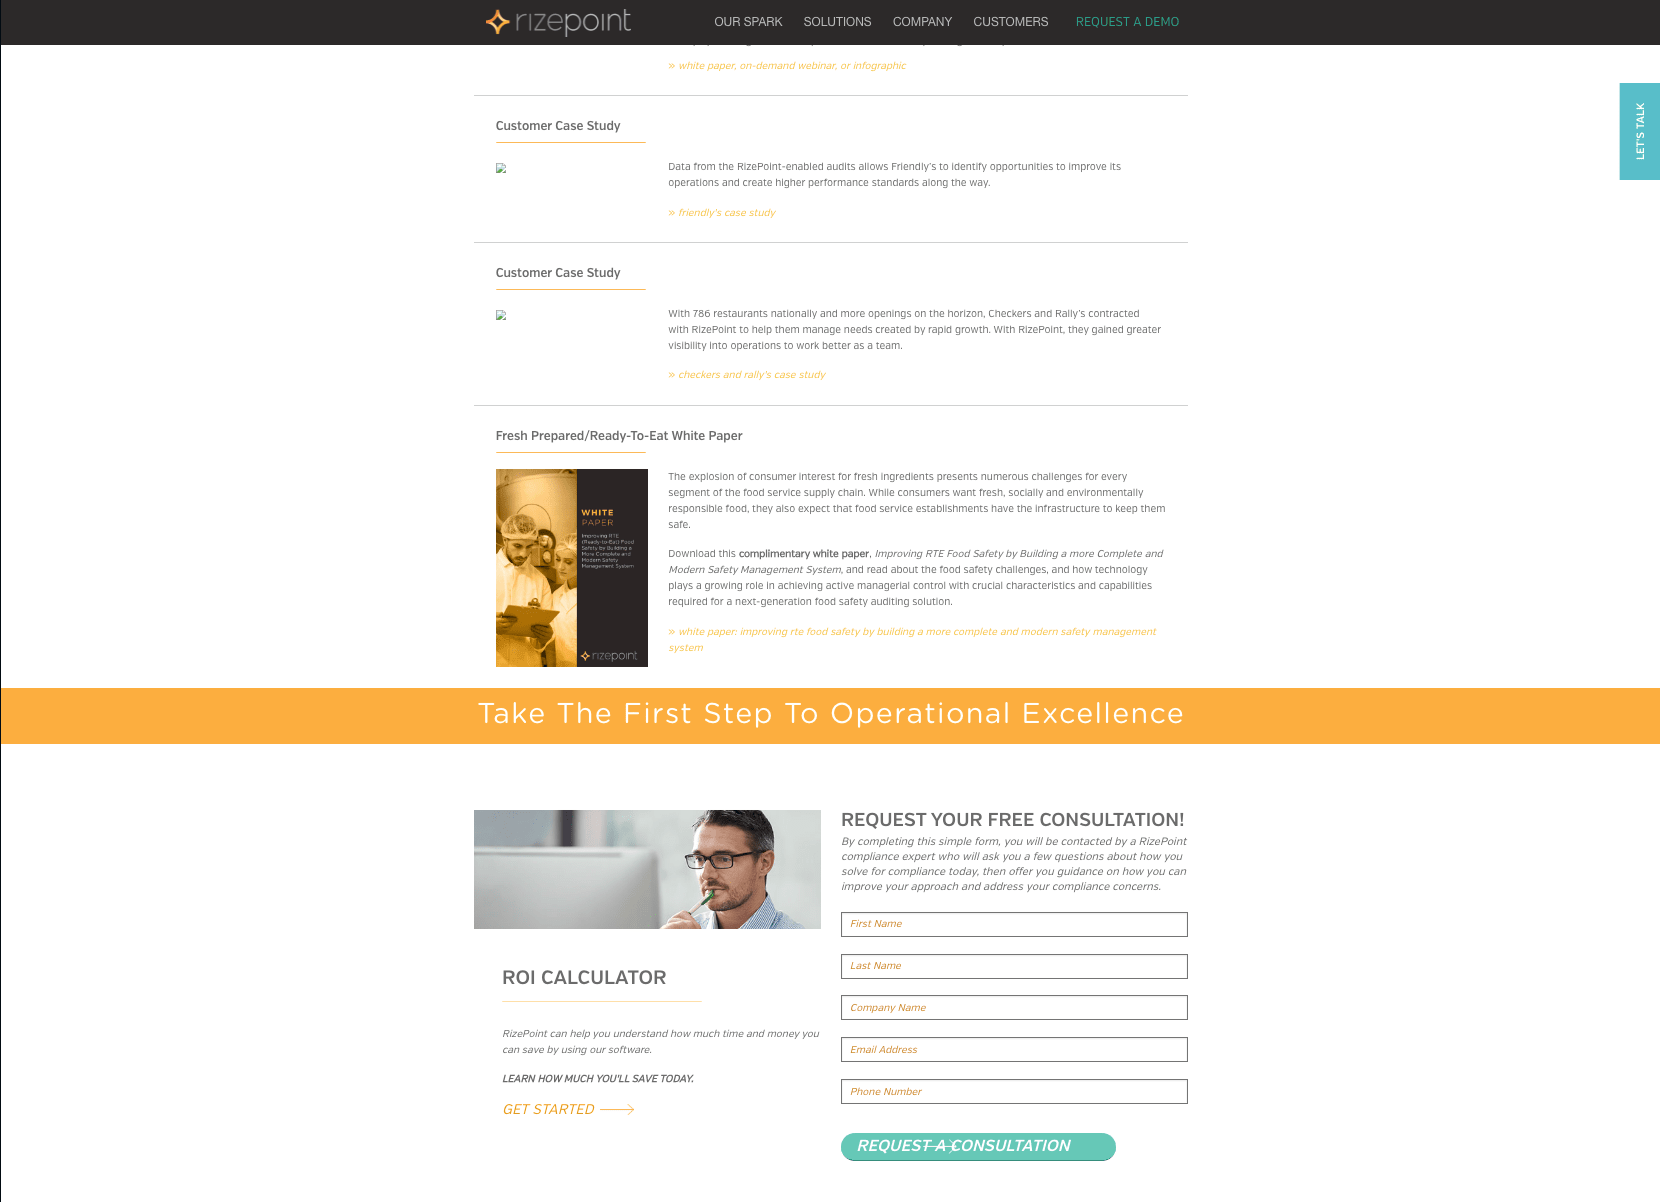 rizepoint
OUR SPARK SOLUTIONS COMPANY CUSTOMERS REQUEST A DEMO
» white paper, on-demand webinar, or infographic
LET'S TALK
Customer Case Study
Data from the RizePoint-enabled audits allows Friendly's to identify opportunities to improve its
operations and create higher performance standards along the way.
» friendly's case study
Customer Case Study
With 786 restaurants nationally and more openings on the horizon, Checkers and Rally's contracted
with RizePoint to help them manage needs created by rapid growth. With RizePoint, they gained greater
visibility into operations to work better as a team.
» checkers and rally's case study
Fresh Prepared/Ready-To-Eat White Paper
WHITE
PAPER
Improving RTE
(Ready-to-Eat) Food
Safety by Building a
More Complete and
Modern Safety
Management System
rizepoint
The explosion of consumer interest for fresh ingredients presents numerous challenges for every
segment of the food service supply chain. While consumers want fresh, socially and environmentally
responsible food, they also expect that food service establishments have the infrastructure to keep them
safe.
Download this complimentary white paper, Improving RTE Food Safety by Building a more Complete and
Modern Safety Management System, and read about the food safety challenges, and how technology
plays a growing role in achieving active managerial control with crucial characteristics and capabilities
required for a next-generation food safety auditing solution.
» white paper: improving rte food safety by building a more complete and modern safety management
system
Take The First Step To Operational Excellence
ROI CALCULATOR
RizePoint can help you understand how much time and money you
can save by using our software.
LEARN HOW MUCH YOU'LL SAVE TODAY.
GET STARTED
REQUEST YOUR FREE CONSULTATION!
By completing this simple form, you will be contacted by a RizePoint
compliance expert who will ask you a few questions about how you
solve for compliance today, then offer you guidance on how you can
improve your approach and address your compliance concerns.
First Name
Last Name
Company Name
Email Address
Phone Number
REQUEST A CONSULTATION